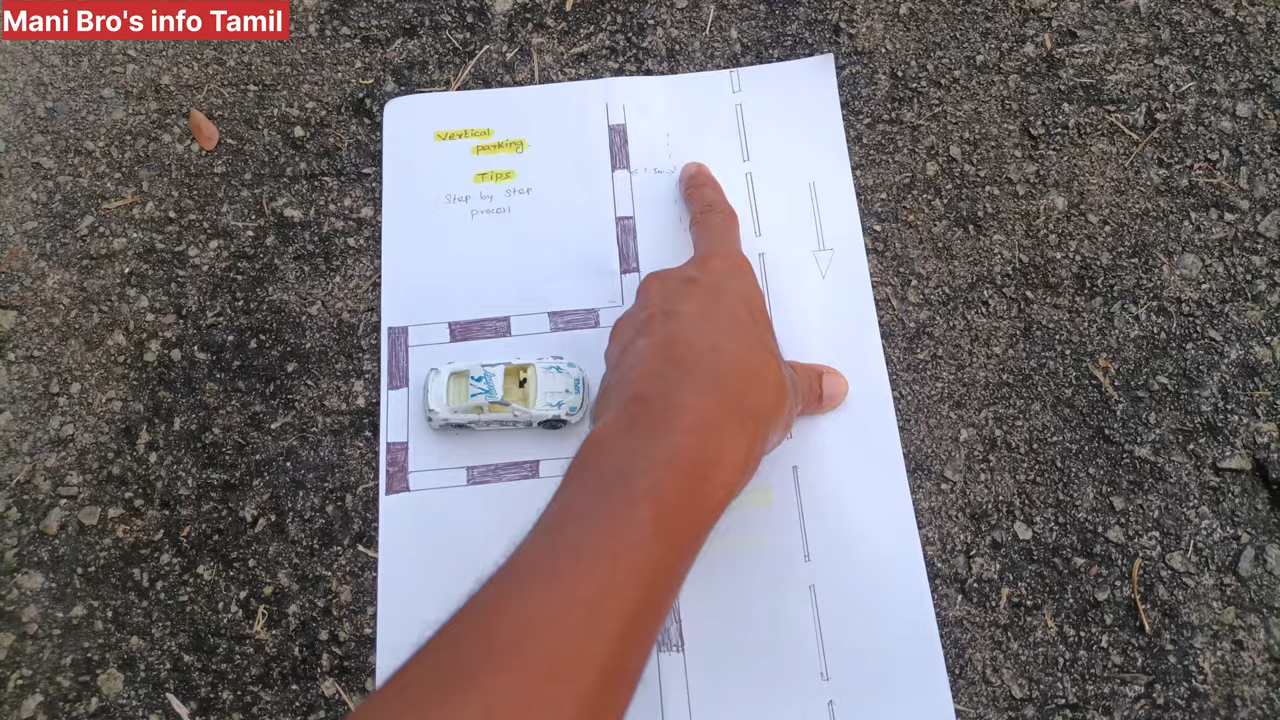 Mani Bro's info Tamil
Vertical
parking.
Tips
Step by Step
process